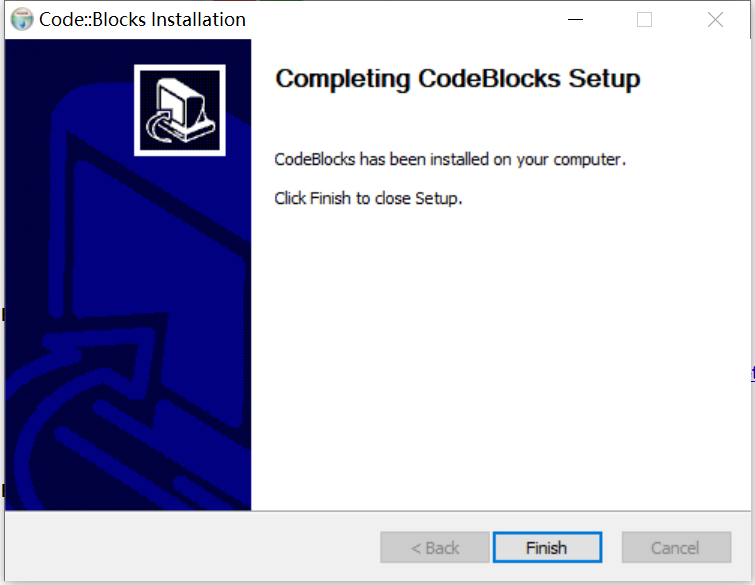 Code::Blocks Installation
Completing CodeBlocks Setup
CodeBlocks has been installed on your computer.
Click Finish to close Setup.
< Back
Finish
Cancel